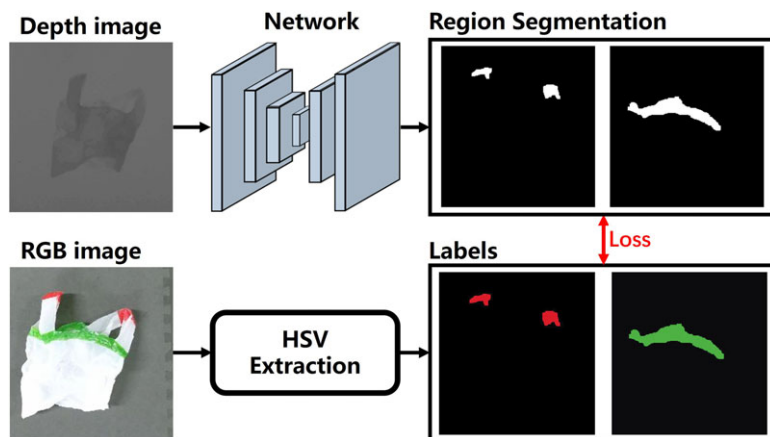 Depth image
Network
Region Segmentation
Loss
RGB image
Labels
HSV
Extraction